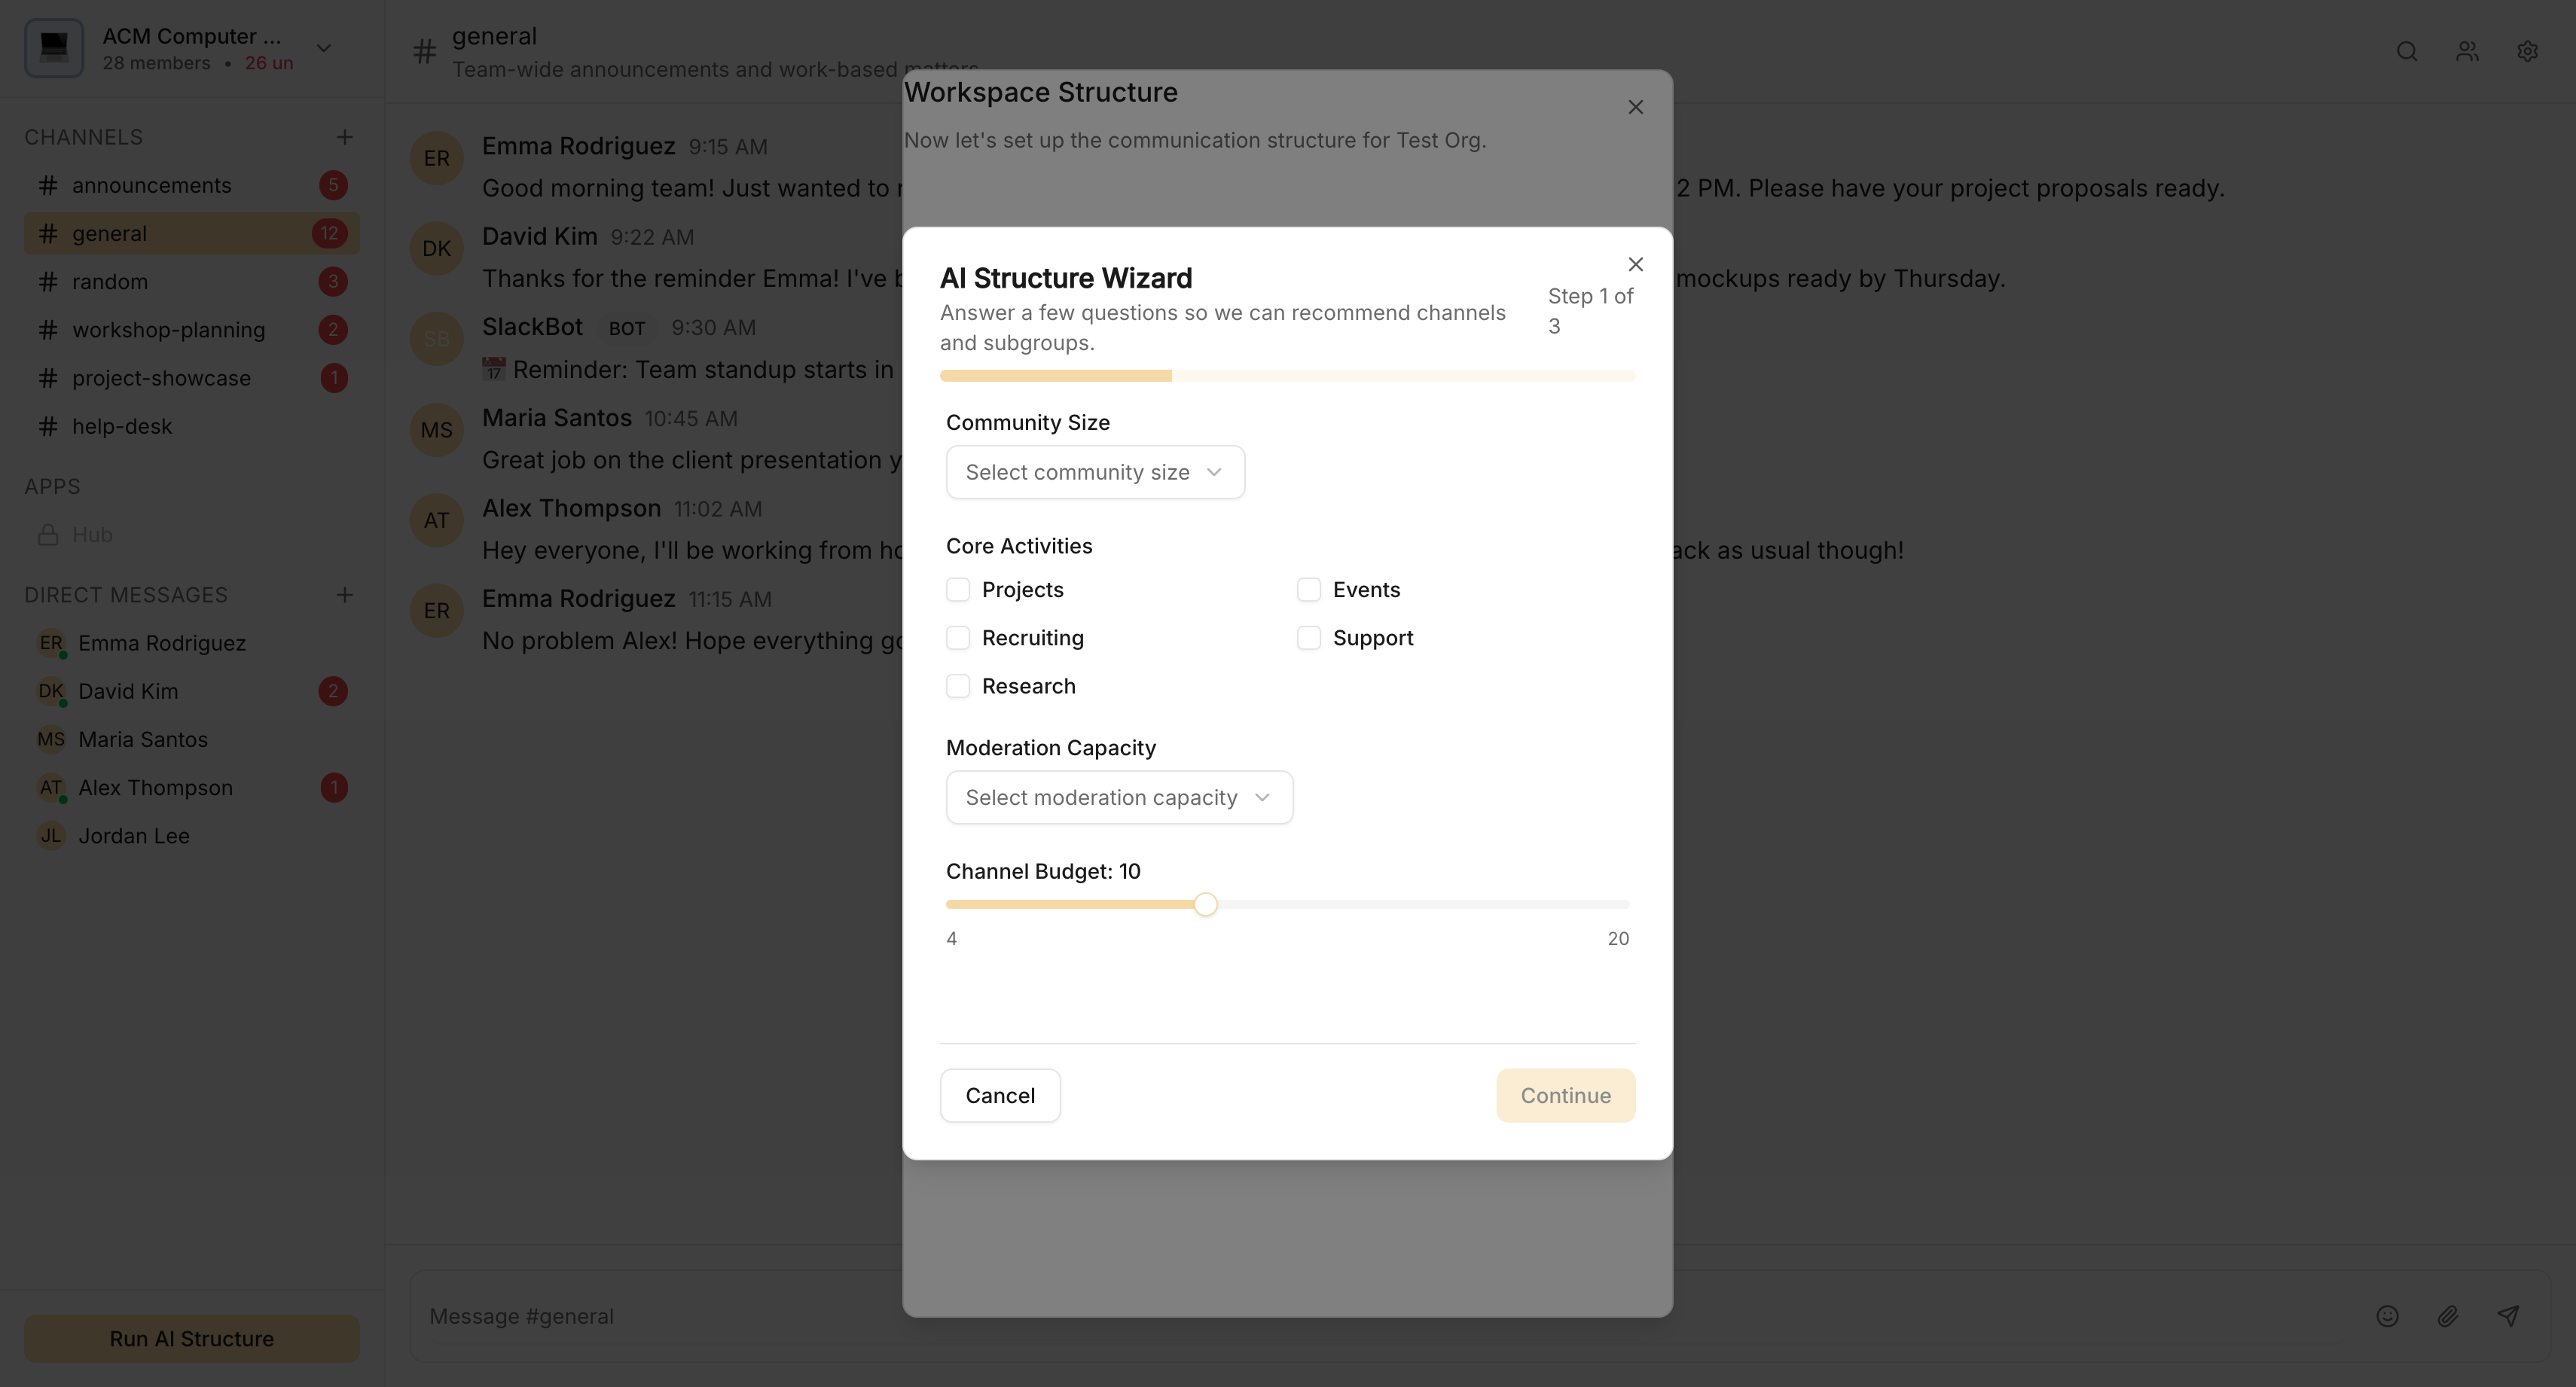 ACM Computer ...
28 members • 26 un
CHANNELS
# announcements 5
# general 12
# random 3
# workshop-planning 2
# project-showcase 1
# help-desk
APPS
Hub
DIRECT MESSAGES
ER Emma Rodriguez
DK David Kim 2
MS Maria Santos
AT Alex Thompson 1
JL Jordan Lee
Run AI Structure
# general
Team-wide announcements and work-based matters
ER Emma Rodriguez 9:15 AM
Good morning team! Just wanted to 2 PM. Please have your project proposals ready.
DK David Kim 9:22 AM
Thanks for the reminder Emma! I've mockups ready by Thursday.
SB SlackBot BOT 9:30 AM
17 Reminder: Team standup starts in
MS Maria Santos 10:45 AM
Great job on the client presentation
AT Alex Thompson 11:02 AM
Hey everyone, I'll be working from as usual though!
ER Emma Rodriguez 11:15 AM
No problem Alex! Hope everything
Message #general
Workspace Structure
Now let's set up the communication structure for Test Org.
AI Structure Wizard
Answer a few questions so we can recommend channels
and subgroups.
Step 1 of
3
Community Size
Select community size
Core Activities
Projects
Events
Recruiting
Support
Research
Moderation Capacity
Select moderation capacity
Channel Budget: 10
4 20
Cancel
Continue